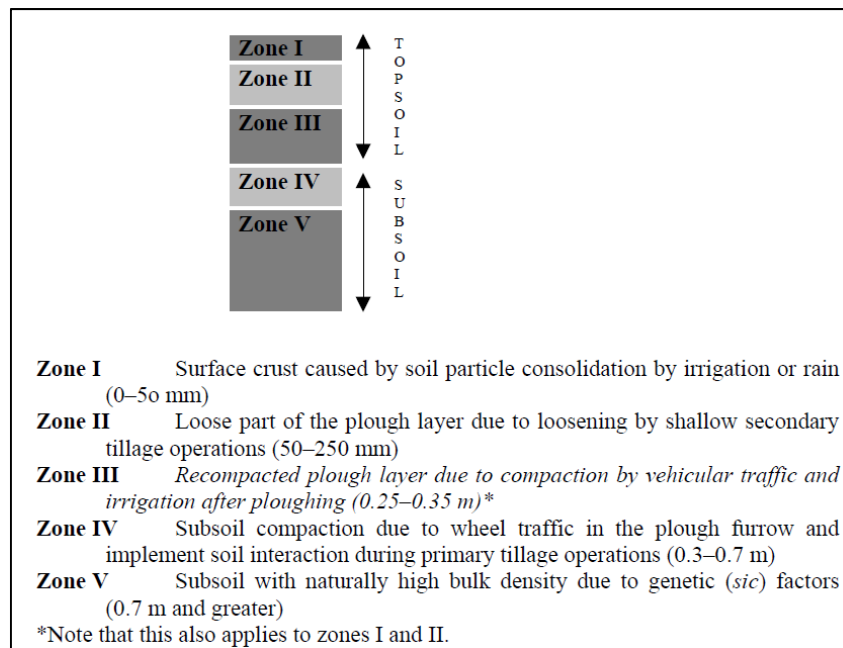 Zone I
Zone II
Zone III
Zone IV
Zone V
TOPSOIL
SUBSOIL
Zone I Surface crust caused by soil particle consolidation by irrigation or rain
(0–5o mm)
Zone II Loose part of the plough layer due to loosening by shallow secondary
tillage operations (50–250 mm)
Zone III Recompacted plough layer due to compaction by vehicular traffic and
irrigation after ploughing (0.25–0.35 m)*
Zone IV Subsoil compaction due to wheel traffic in the plough furrow and
implement soil interaction during primary tillage operations (0.3–0.7 m)
Zone V Subsoil with naturally high bulk density due to genetic (sic) factors
(0.7 m and greater)
*Note that this also applies to zones I and II.